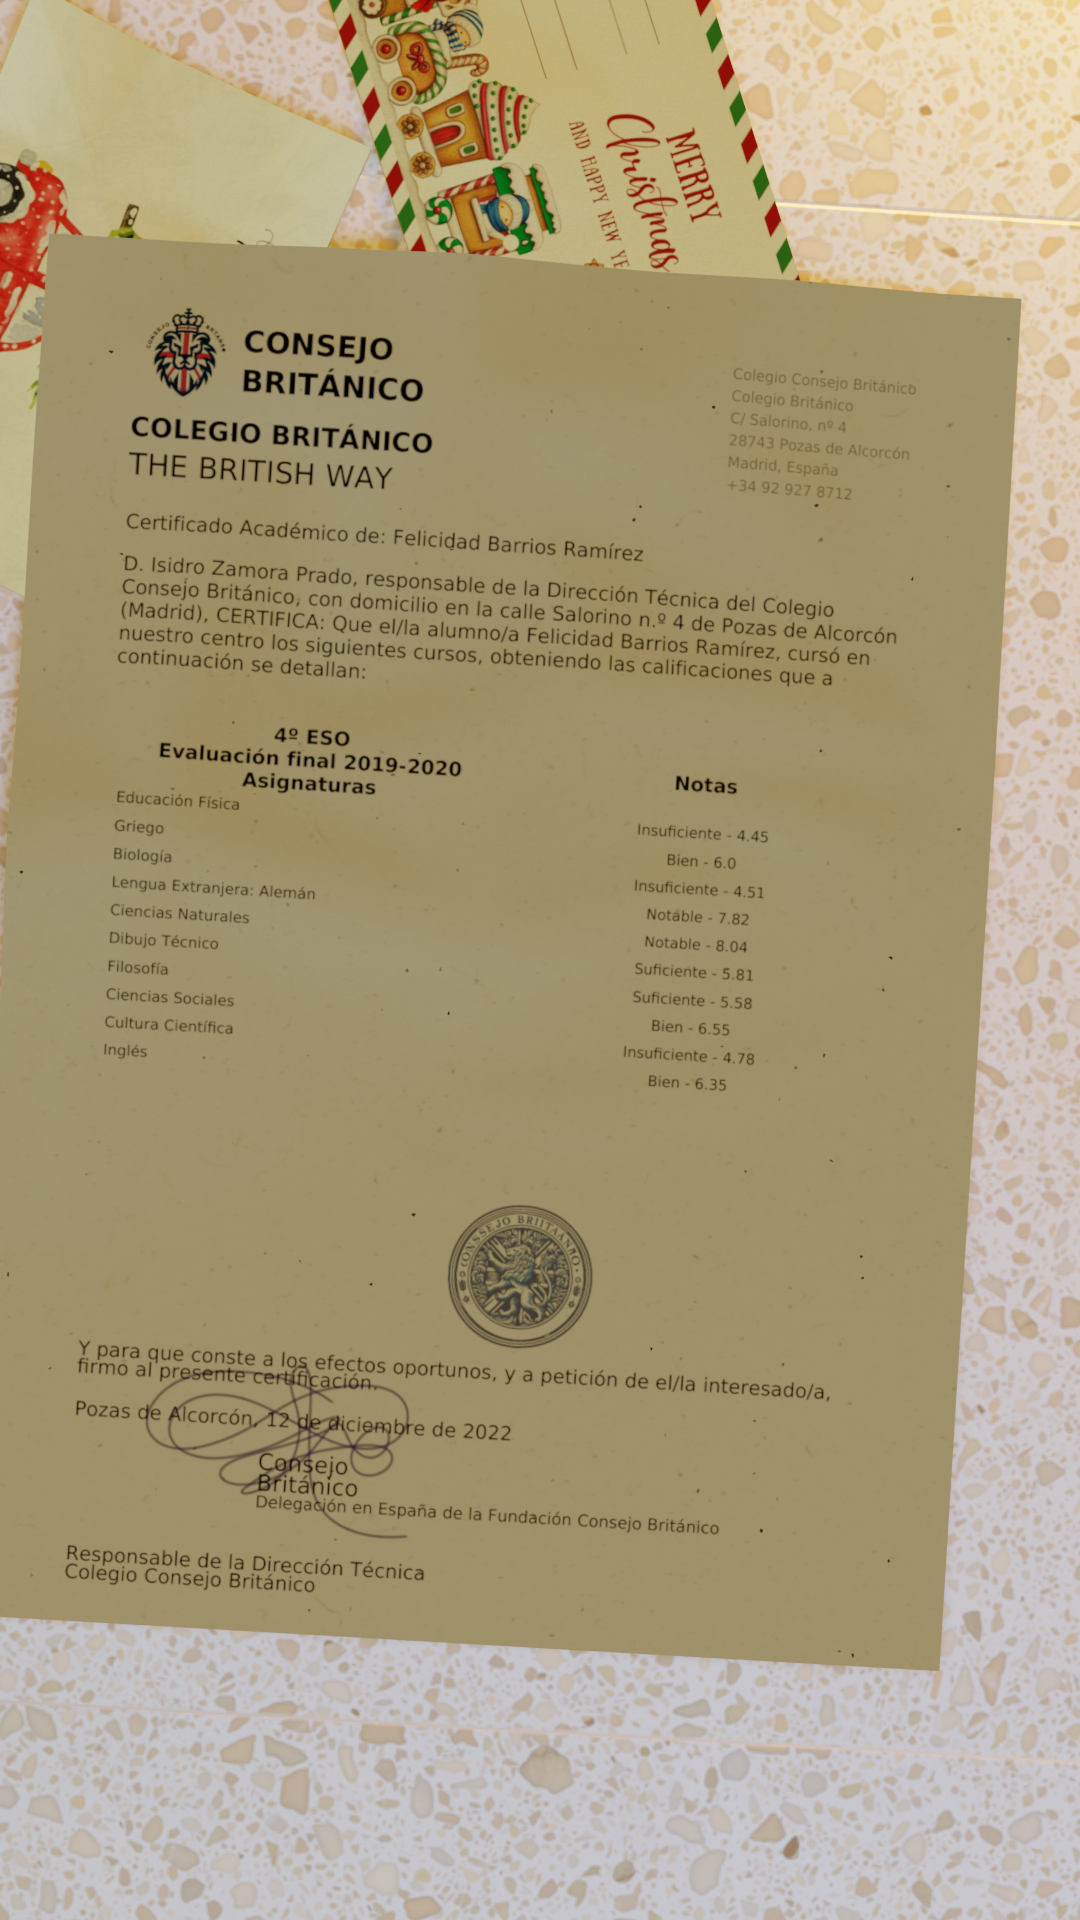 MERRY
Christmas
AND HAPPY NEW YE
CONSEJO
BRITÁNICO
COLEGIO BRITÁNICO
THE BRITISH WAY
Colegio Consejo Británico
Colegio Británico
C/ Salorino, nº 4
28743 Pozas de Alcorcón
Madrid, España
+34 92 927 8712
Certificado Académico de: Felicidad Barrios Ramírez
D. Isidro Zamora Prado, responsable de la Dirección Técnica del Colegio
Consejo Británico, con domicilio en la calle Salorino n.º 4 de Pozas de Alcorcón
(Madrid), CERTIFICA: Que el/la alumno/a Felicidad Barrios Ramírez, cursó en
nuestro centro los siguientes cursos, obteniendo las calificaciones que a
continuación se detallan:
4º ESO
Evaluación final 2019-2020
Asignaturas
Notas
Educación Física
Insuficiente - 4.45
Griego
Bien - 6.0
Biología
Insuficiente - 4.51
Lengua Extranjera: Alemán
Notable - 7.82
Ciencias Naturales
Notable - 8.04
Dibujo Técnico
Suficiente - 5.81
Filosofía
Suficiente - 5.58
Ciencias Sociales
Bien - 6.55
Cultura Científica
Insuficiente - 4.78
Inglés
Bien - 6.35
CONSSEJO BRIITAANNO
Y para que conste a los efectos oportunos, y a petición de el/la interesado/a,
firmo al presente certificación.
Pozas de Alcorcón, 12 de diciembre de 2022
Consejo
Británico
Delegación en España de la Fundación Consejo Británico
Responsable de la Dirección Técnica
Colegio Consejo Británico